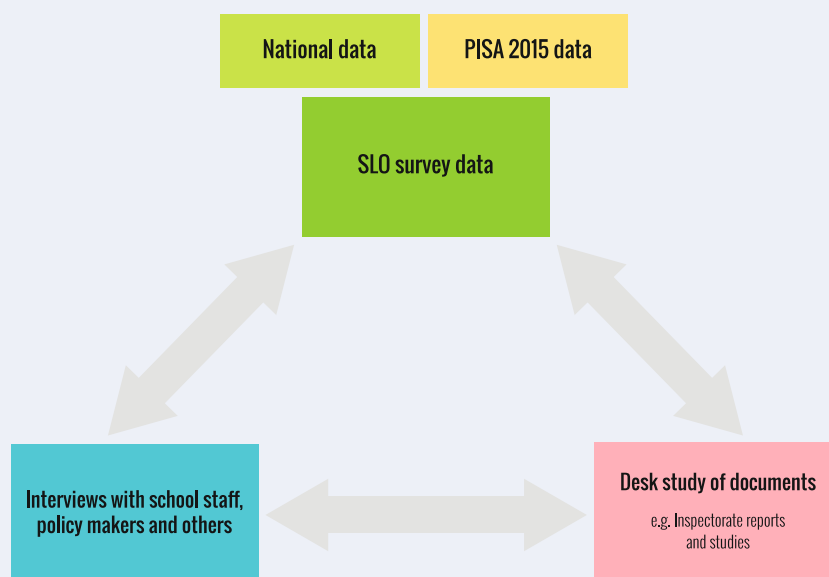 National data
PISA 2015 data
SLO survey data
Interviews with school staff,
policy makers and others
Desk study of documents
e.g. Inspectorate reports
and studies